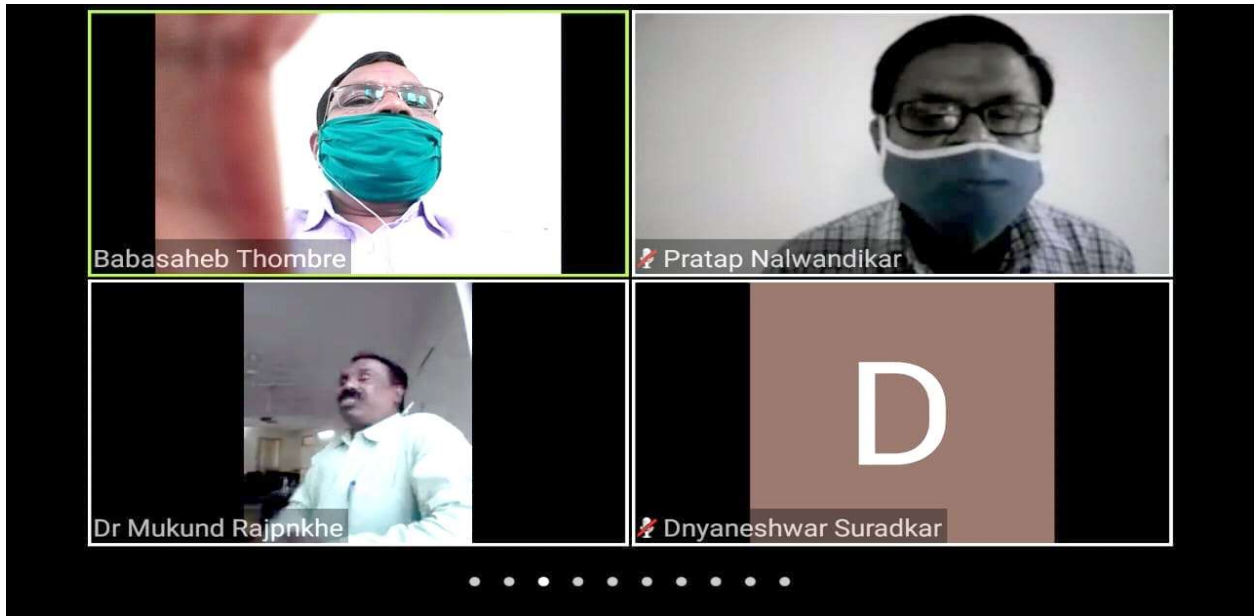 Babasaheb Thombre
Pratap Nalwandikar
Dr Mukund Rajpnkhe
D
Dnyaneshwar Suradkar